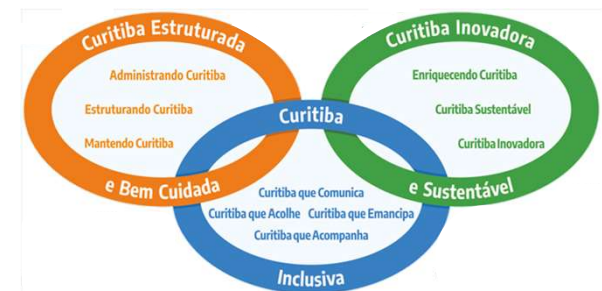 Curitiba Estruturada
e Bem Cuidada
Administrando Curitiba
Estruturando Curitiba
Mantendo Curitiba
Curitiba Inovadora
e Sustentável
Enriquecendo Curitiba
Curitiba Sustentável
Curitiba Inovadora
Curitiba
Inclusiva
Curitiba que Comunica
Curitiba que Acolhe Curitiba que Emancipa
Curitiba que Acompanha